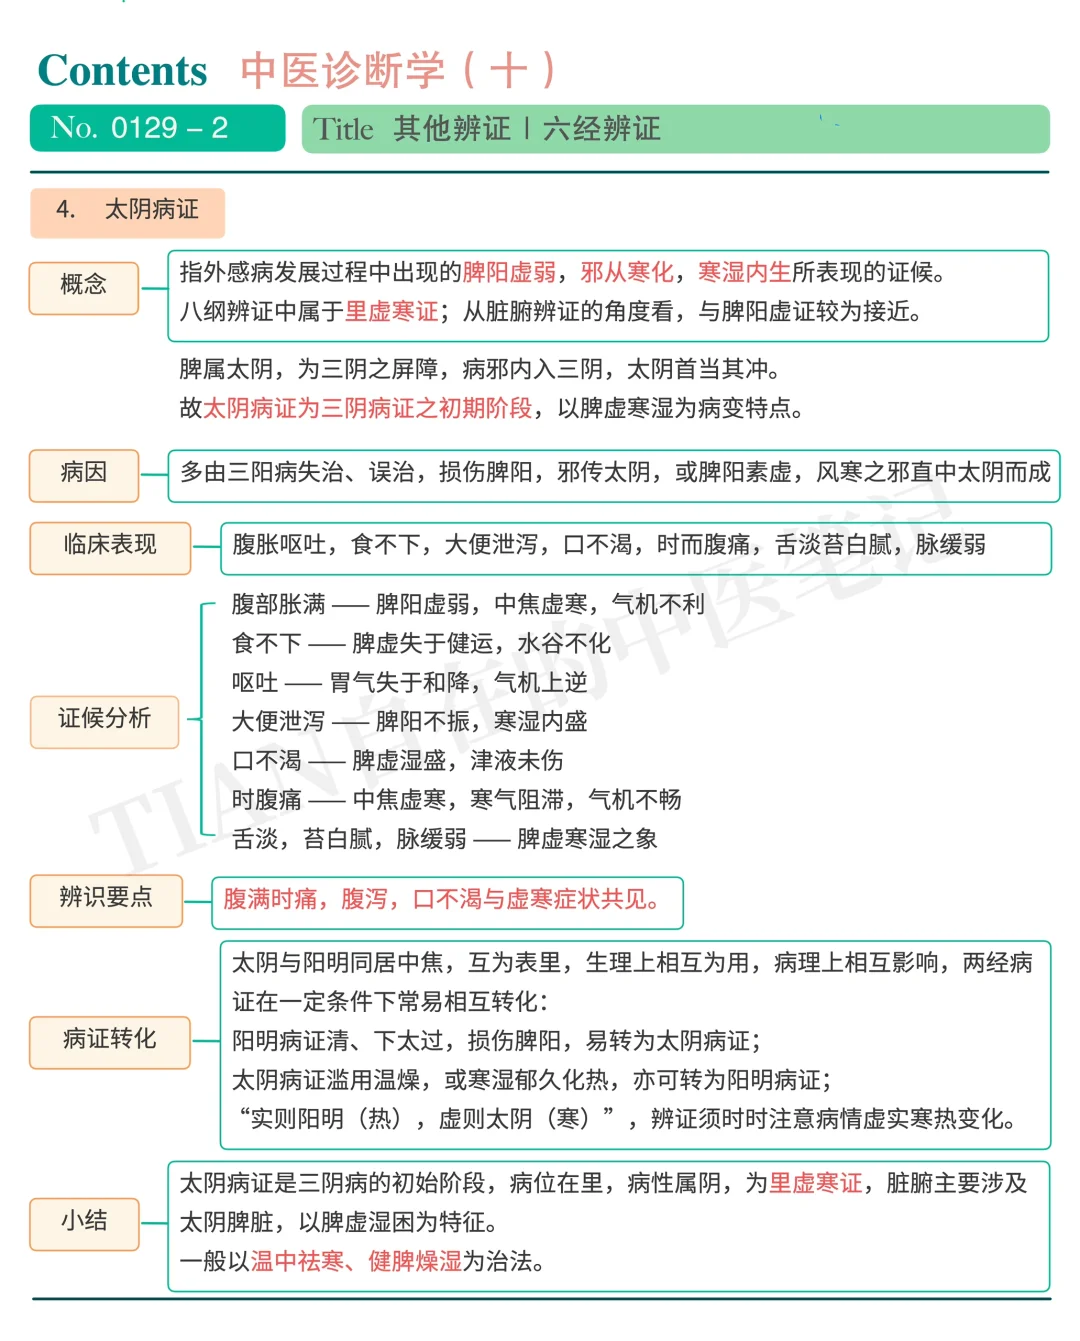 Contents 中医诊断学（十）
No. 0129 – 2
Title 其他辨证 | 六经辨证
4. 太阴病证
概念
指外感病发展过程中出现的脾阳虚弱，邪从寒化，寒湿内生所表现的证候。
八纲辨证中属于里虚寒证；从脏腑辨证的角度看，与脾阳虚证较为接近。
脾属太阴，为三阴之屏障，病邪内入三阴，太阴首当其冲。
故太阴病证为三阴病证之初期阶段，以脾虚寒湿为病变特点。
病因
多由三阳病失治、误治，损伤脾阳，邪传太阴，或脾阳素虚，风寒之邪直中太阴而成
临床表现
腹胀呕吐，食不下，大便泄泻，口不渴，时而腹痛，舌淡苔白腻，脉缓弱
证候分析
腹部胀满 —— 脾阳虚弱，中焦虚寒，气机不利
食不下 —— 脾虚失于健运，水谷不化
呕吐 —— 胃气失于和降，气机上逆
大便泄泻 —— 脾阳不振，寒湿内盛
口不渴 —— 脾虚湿盛，津液未伤
时腹痛 —— 中焦虚寒，寒气阻滞，气机不畅
舌淡，苔白腻，脉缓弱 —— 脾虚寒湿之象
辨识要点
腹满时痛，腹泻，口不渴与虚寒症状共见。
病证转化
太阴与阳明同居中焦，互为表里，生理上相互为用，病理上相互影响，两经病
证在一定条件下常易相互转化：
阳明病证清、下太过，损伤脾阳，易转为太阴病证；
太阴病证滥用温燥，或寒湿郁久化热，亦可转为阳明病证；
“实则阳明（热），虚则太阴（寒）”，辨证须时时注意病情虚实寒热变化。
小结
太阴病证是三阴病的初始阶段，病位在里，病性属阴，为里虚寒证，脏腑主要涉及
太阴脾脏，以脾虚湿困为特征。
一般以温中祛寒、健脾燥湿为治法。
TIAN自在的中医笔记